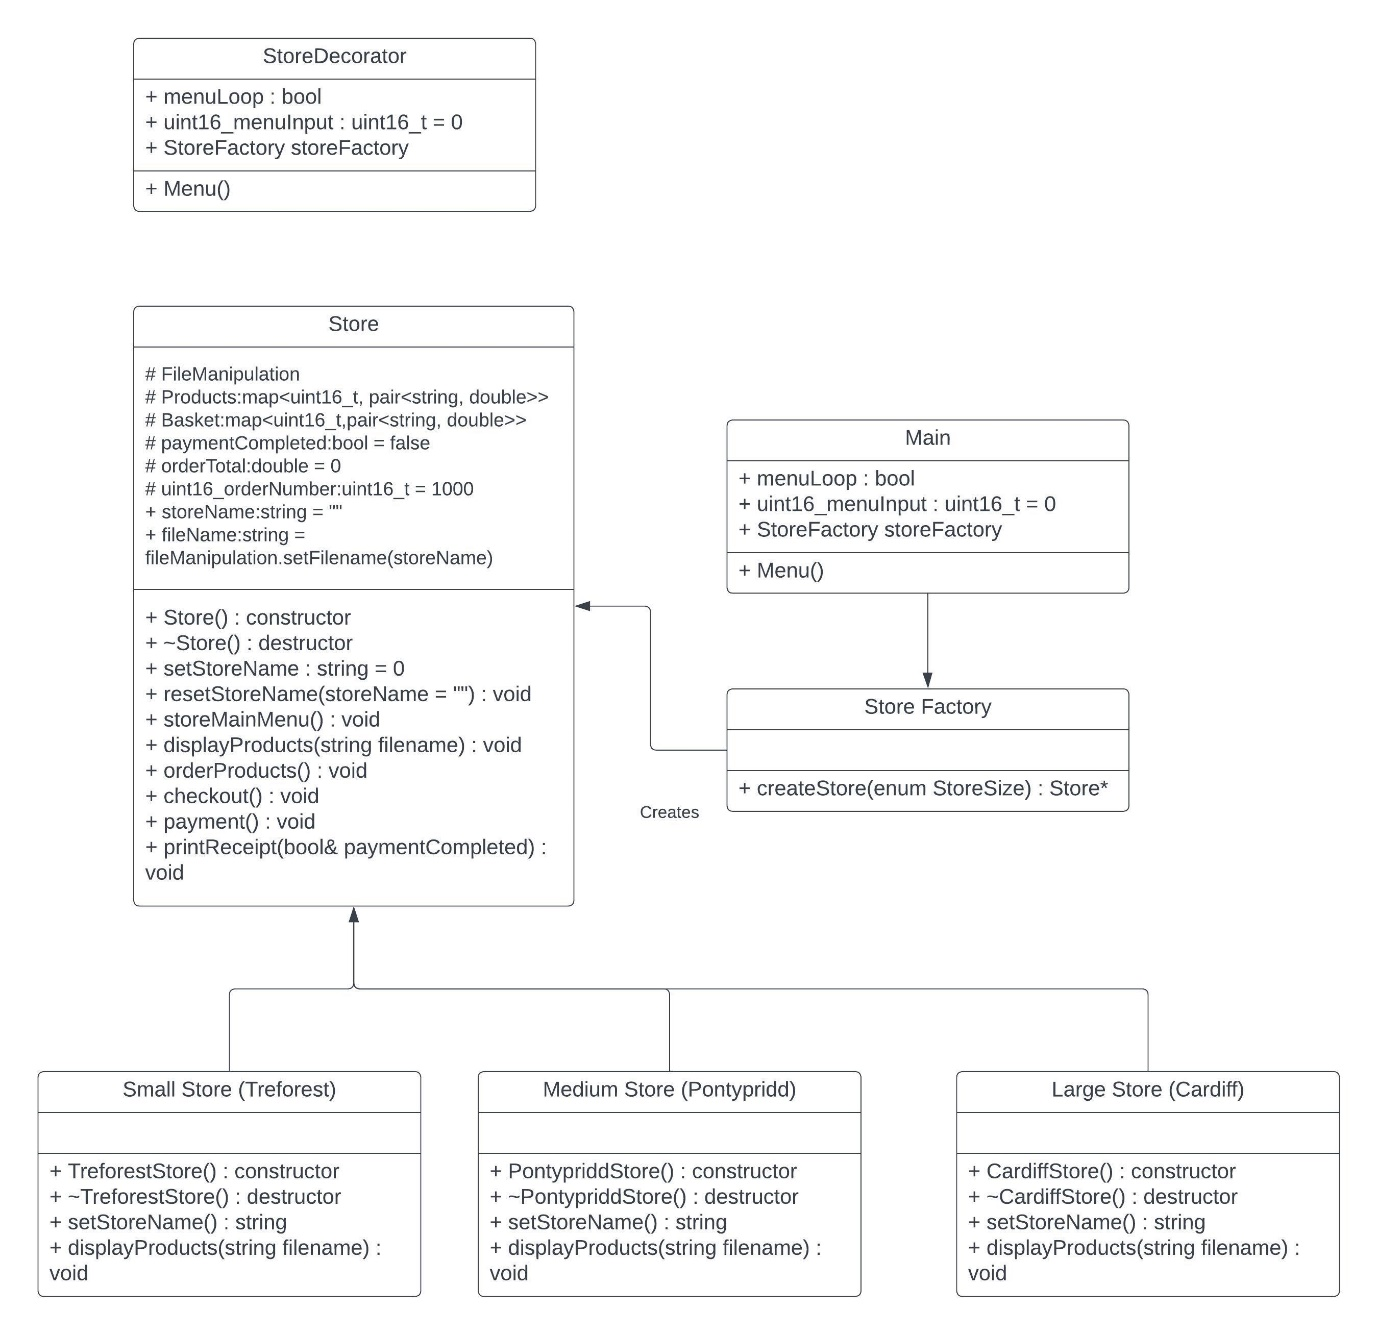 StoreDecorator
+ menuLoop : bool
+ uint16_menuInput : uint16_t = 0
+ StoreFactory storeFactory
+ Menu()
Store
# FileManipulation
# Products:map<uint16_t, pair<string, double>>
# Basket:map<uint16_t,pair<string, double>>
# paymentCompleted:bool = false
# orderTotal:double = 0
# uint16_orderNumber:uint16_t = 1000
+ storeName:string = ""
+ fileName:string =
fileManipulation.setFilename(storeName)
+ Store() : constructor
+ ~Store() : destructor
+ setStoreName : string = 0
+ resetStoreName(storeName = "") : void
+ storeMainMenu() : void
+ displayProducts(string filename) : void
+ orderProducts() : void
+ checkout() : void
+ payment() : void
+ printReceipt(bool& paymentCompleted) :
void
Main
+ menuLoop : bool
+ uint16_menuInput : uint16_t = 0
+ StoreFactory storeFactory
+ Menu()
Store Factory
+ createStore(enum StoreSize) : Store*
Creates
Small Store (Treforest)
+ TreforestStore() : constructor
+ ~TreforestStore() : destructor
+ setStoreName() : string
+ displayProducts(string filename) :
void
Medium Store (Pontypridd)
+ PontypriddStore() : constructor
+ ~PontypriddStore() : destructor
+ setStoreName() : string
+ displayProducts(string filename) :
void
Large Store (Cardiff)
+ CardiffStore() : constructor
+ ~CardiffStore() : destructor
+ setStoreName() : string
+ displayProducts(string filename) :
void